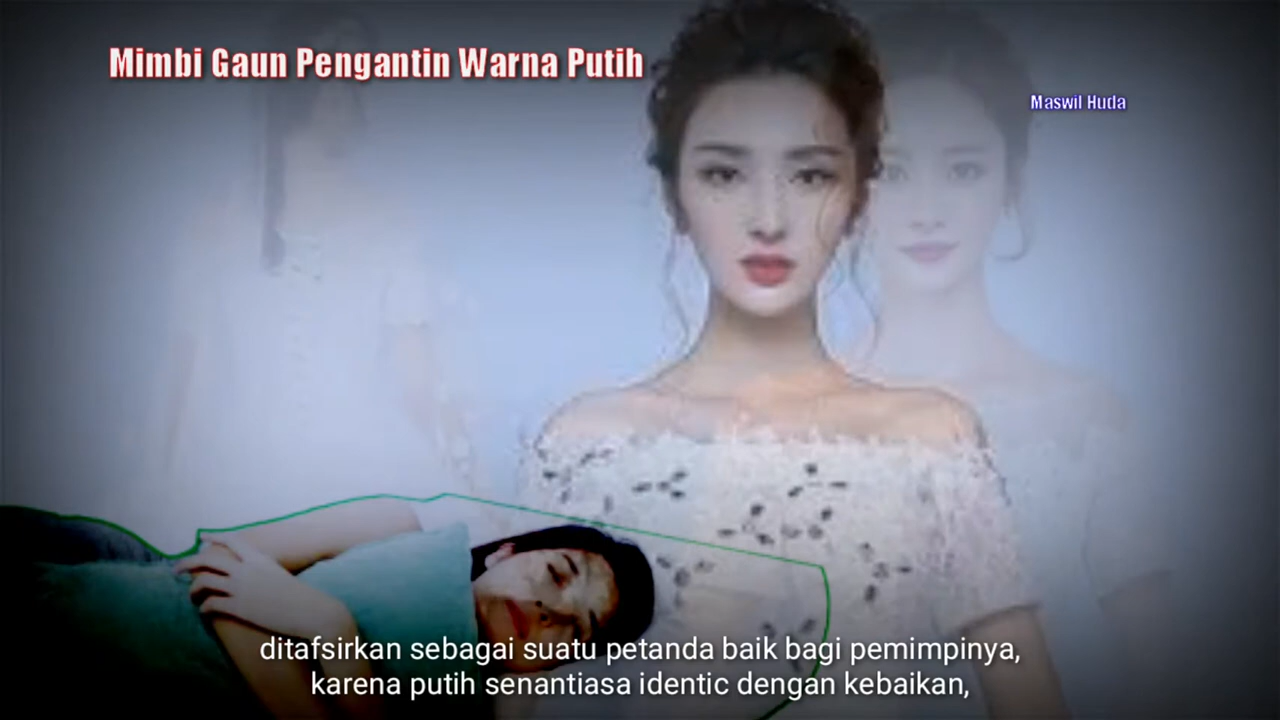 Mimbi Gaun Pengantin Warna Putih
Maswil Huda
ditafsirkan sebagai suatu petanda baik bagi pemimpinya,
karena putih senantiasa identic dengan kebaikan,